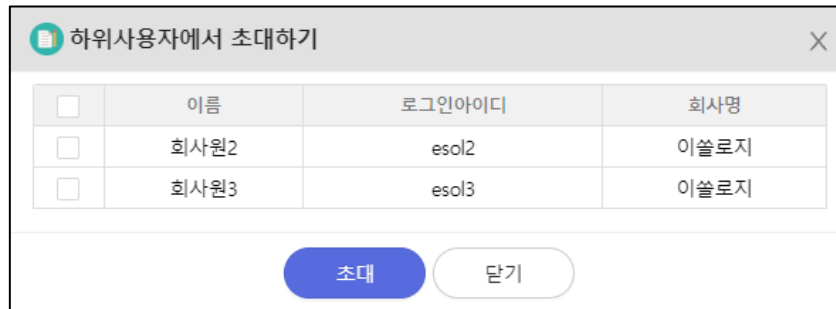 하위사용자에서 초대하기
이름 로그인아이디 회사명
회사원2 esol2 이쏠로지
회사원3 esol3 이쏠로지
초대 닫기